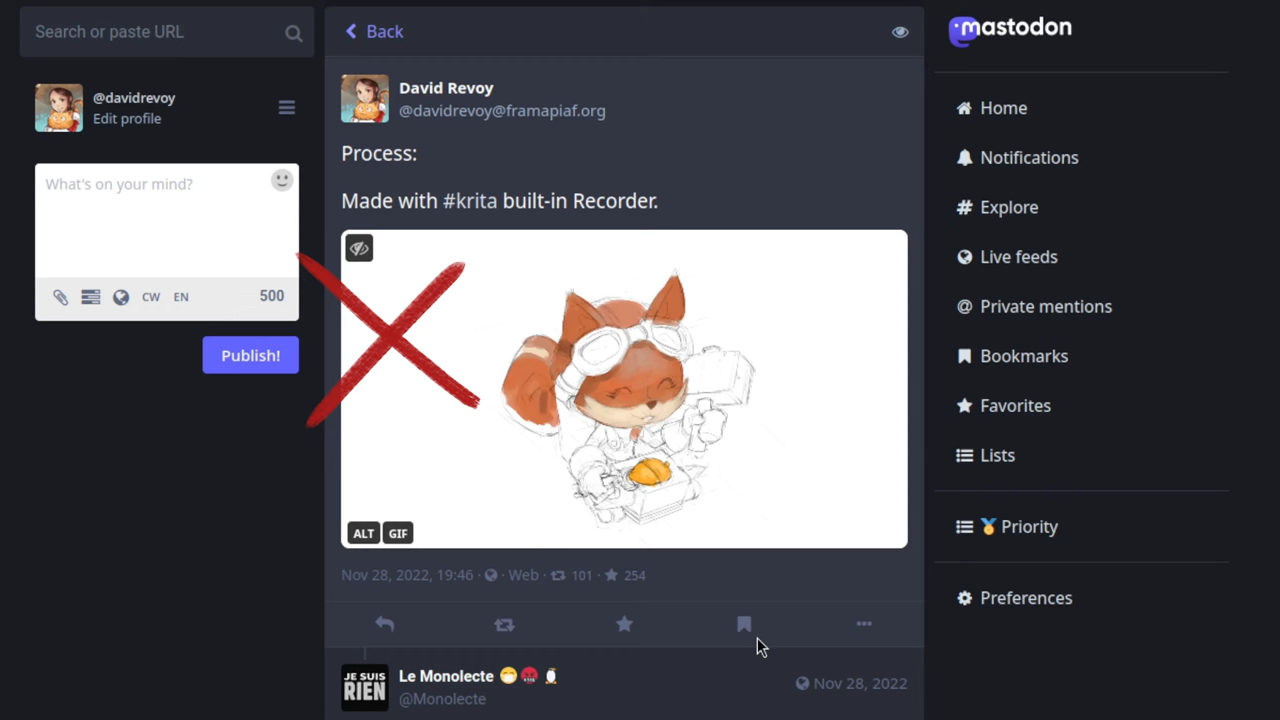 Search or paste URL
@davidrevoy
Edit profile
What's on your mind?
CW EN 500
Publish!
Back
David Revoy
@davidrevoy@framapiaf.org
Process:
Made with #krita built-in Recorder.
ALT GIF
Nov 28, 2022, 19:46 · Web · 101 · 254
JE SUIS
RIEN
Le Monolecte
@Monolecte
Nov 28, 2022
mastodon
Home
Notifications
Explore
Live feeds
Private mentions
Bookmarks
Favorites
Lists
Priority
Preferences